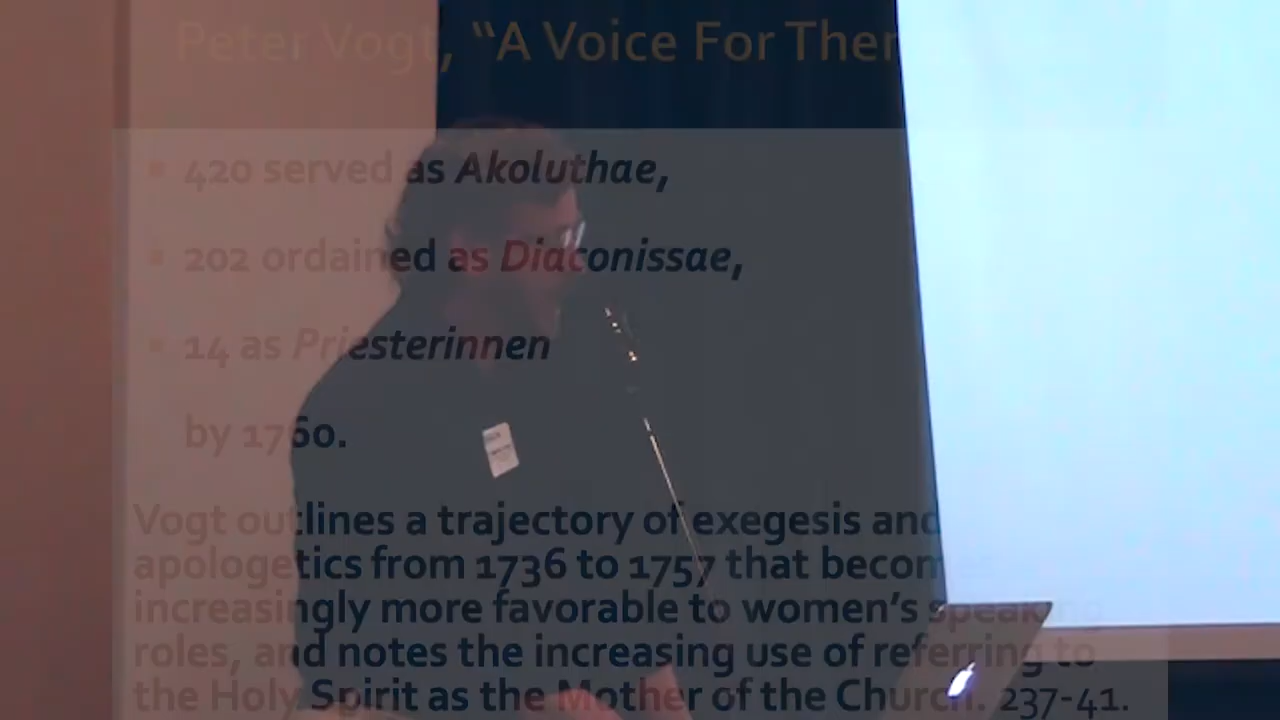 Peter Vogt, “A Voice For
420 served as Akoluthae,
202 ordained as Diaconissae,
14 as Priesterinnen
by 1760.
Vogt outlines a trajectory of exegesis and
apologetics from 1736 to 1757 that
increasingly more favorable to women’s speaking
roles, and notes the increasing use of referring to
the Holy Spirit as the Mother of the Church. 237-41.